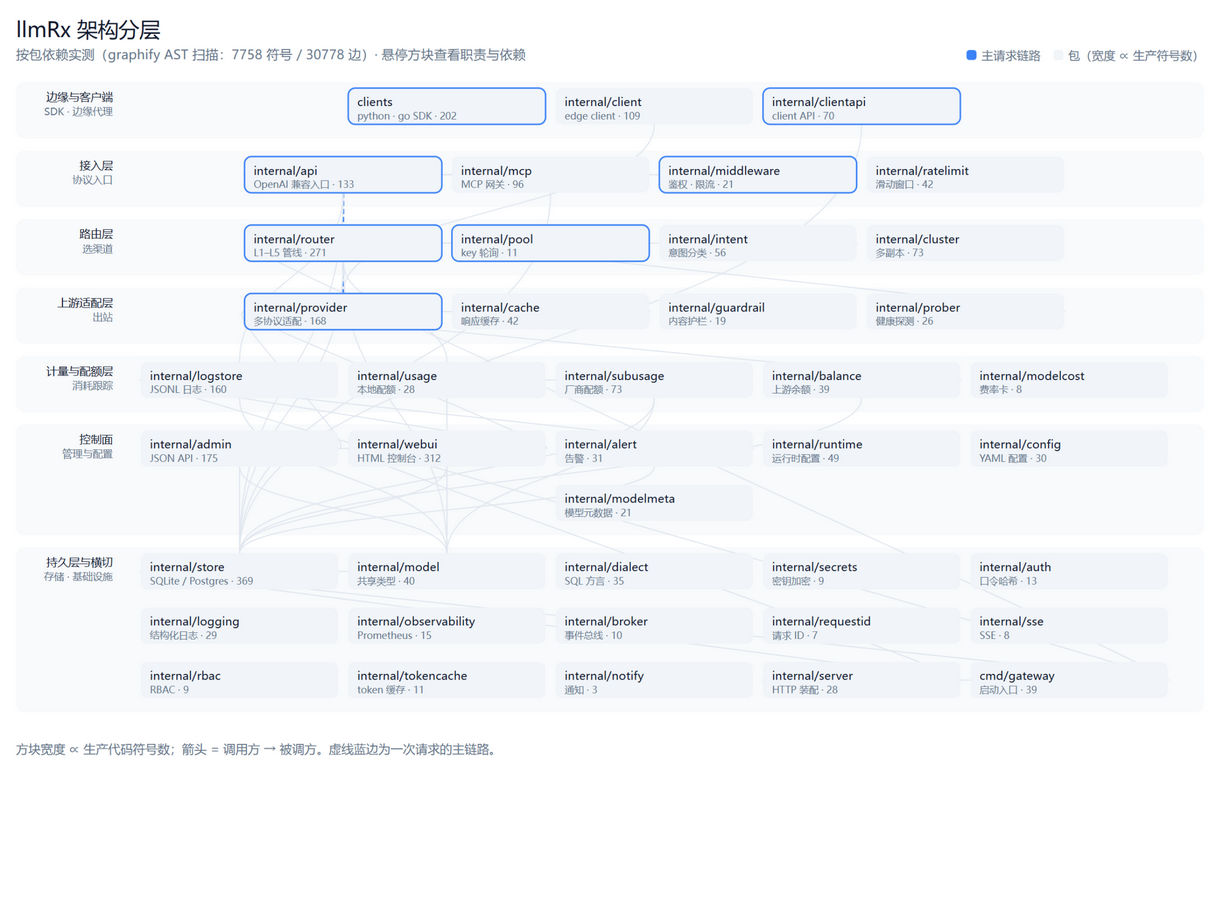 llmRx 架构分层
按包依赖实测（graphify AST 扫描：7758 符号 / 30778 边）· 悬停方块查看职责与依赖
主请求链路
包（宽度 ∝ 生产符号数）
边缘与客户端
SDK · 边缘代理
clients
python · go SDK · 202
internal/client
edge client · 109
internal/clientapi
client API · 70
接入层
协议入口
internal/api
OpenAI 兼容入口 · 133
internal/mcp
MCP 网关 · 96
internal/middleware
鉴权 · 限流 · 21
internal/ratelimit
滑动窗口 · 42
路由层
选渠道
internal/router
L1–L5 管线 · 271
internal/pool
key 轮询 · 11
internal/intent
意图分类 · 56
internal/cluster
多副本 · 73
上游适配层
出站
internal/provider
多协议适配 · 168
internal/cache
响应缓存 · 42
internal/guardrail
内容护栏 · 19
internal/prober
健康探测 · 26
计量与配额层
消耗跟踪
internal/logstore
JSONL 日志 · 160
internal/usage
本地配额 · 28
internal/subusage
厂商配额 · 73
internal/balance
上游余额 · 39
internal/modelcost
费率卡 · 8
控制面
管理与配置
internal/admin
JSON API · 175
internal/webui
HTML 控制台 · 312
internal/alert
告警 · 31
internal/runtime
运行时配置 · 49
internal/config
YAML 配置 · 30
internal/modelmeta
模型元数据 · 21
持久层与横切
存储 · 基础设施
internal/store
SQLite / Postgres · 369
internal/model
共享类型 · 40
internal/dialect
SQL 方言 · 35
internal/secrets
密钥加密 · 9
internal/auth
口令哈希 · 13
internal/logging
结构化日志 · 29
internal/observability
Prometheus · 15
internal/broker
事件总线 · 10
internal/requestid
请求 ID · 7
internal/sse
SSE · 8
internal/rbac
RBAC · 9
internal/tokencache
token 缓存 · 11
internal/notify
通知 · 3
internal/server
HTTP 装配 · 28
cmd/gateway
启动入口 · 39
方块宽度 ∝ 生产代码符号数；箭头 = 调用方 → 被调方。虚线蓝边为一次请求的主链路。